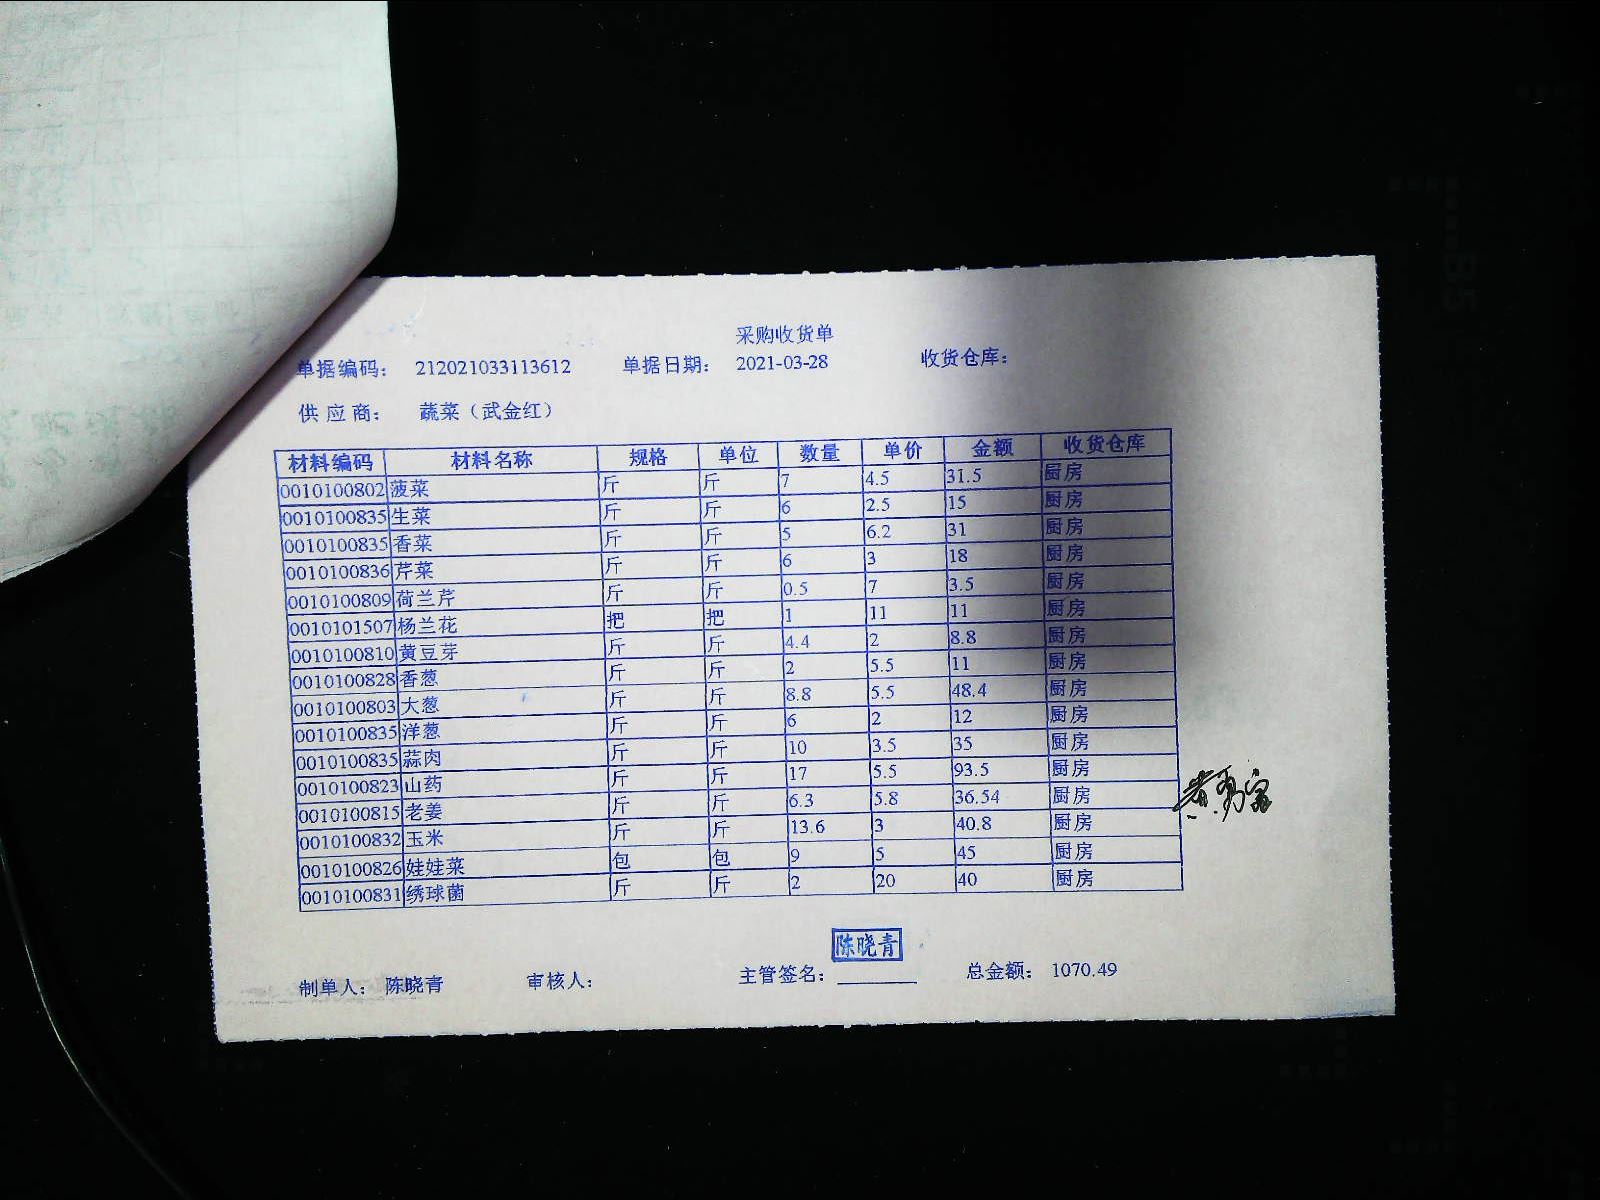 采购收货单
单据编码： 212021033113612 单据日期： 2021-03-28 收货仓库：
供 应 商： 蔬菜（武金红）
材料编码 材料名称 规格 单位 数量 单价 金额 收货仓库
0010100802 菠菜 斤 斤 7 4.5 31.5 厨房
0010100835 生菜 斤 斤 6 2.5 15 厨房
0010100835 香菜 斤 斤 5 6.2 31 厨房
0010100836 芹菜 斤 斤 6 3 18 厨房
0010100809 荷兰芹 斤 斤 0.5 7 3.5 厨房
0010101507 杨兰花 把 把 1 11 11 厨房
0010100810 黄豆芽 斤 斤 4.4 2 8.8 厨房
0010100828 香葱 斤 斤 2 5.5 11 厨房
0010100803 大葱 斤 斤 8.8 5.5 48.4 厨房
0010100835 洋葱 斤 斤 6 2 12 厨房
0010100835 蒜肉 斤 斤 10 3.5 35 厨房
0010100823 山药 斤 斤 17 5.5 93.5 厨房
0010100815 老姜 斤 斤 6.3 5.8 36.54 厨房
0010100832 玉米 斤 斤 13.6 3 40.8 厨房
0010100826 娃娃菜 包 包 9 5 45 厨房
0010100831 绣球菌 斤 斤 2 20 40 厨房
陈晓青
制单人： 陈晓青 审核人： 主管签名： 总金额： 1070.49